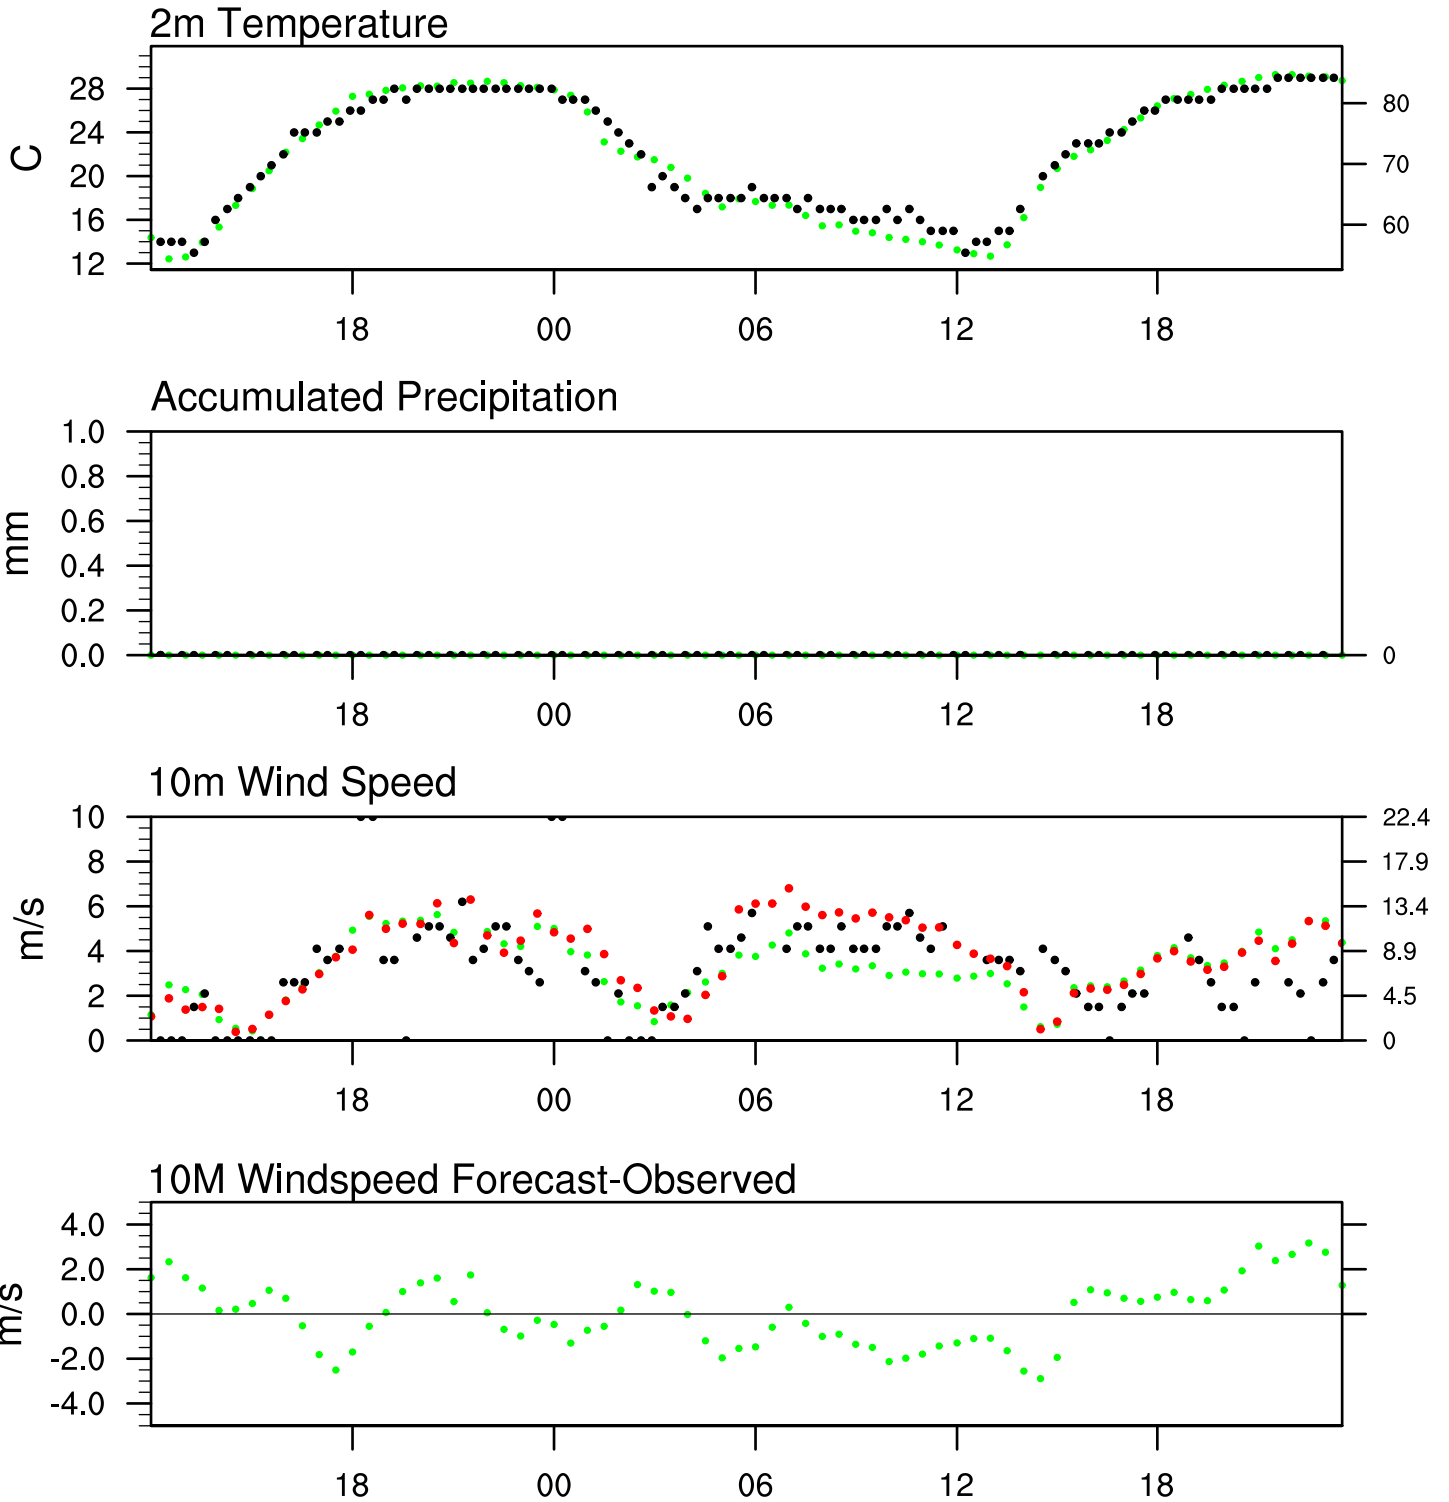 2m Temperature
28
24
20
16
12
C
80
70
60
18 00 06 12 18
Accumulated Precipitation
1.0
0.8
0.6
0.4
0.2
0.0
mm
0
18 00 06 12 18
10m Wind Speed
10
8
6
4
2
0
m/s
22.4
17.9
13.4
8.9
4.5
0
18 00 06 12 18
10M Windspeed Forecast-Observed
4.0
2.0
0.0
-2.0
-4.0
m/s
18 00 06 12 18